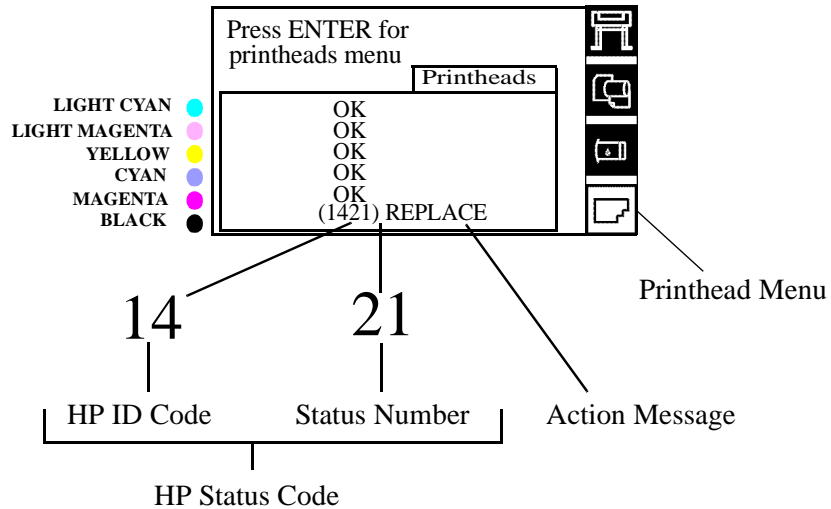 Press ENTER for
printheads menu
Printheads
LIGHT CYAN OK
LIGHT MAGENTA OK
YELLOW OK
CYAN OK
MAGENTA OK
BLACK (1421) REPLACE
Printhead Menu
14 21
HP ID Code Status Number Action Message
HP Status Code